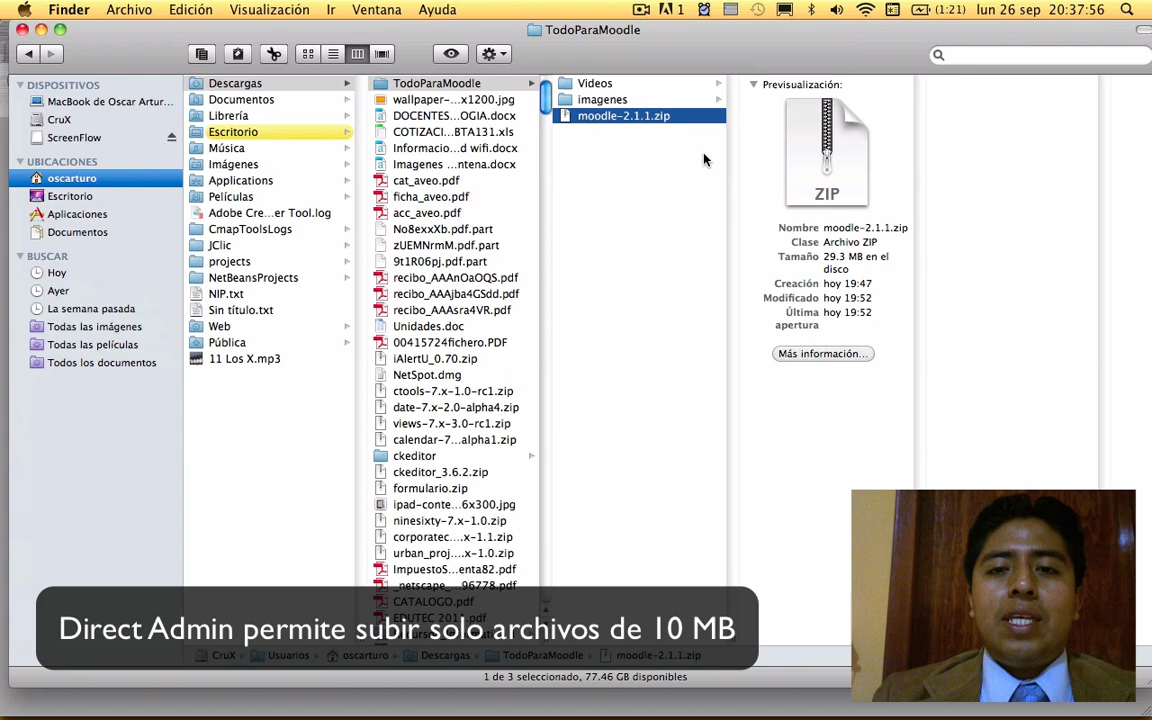 Finder Archivo Edición Visualización Ir Ventana Ayuda 1 (1:21) lun 26 sep 20:37:56
TodoParaMoodle
DISPOSITIVOS
MacBook de Oscar Artur...
CruX
ScreenFlow
UBICACIONES
oscarturo
Escritorio
Aplicaciones
Documentos
BUSCAR
Hoy
Ayer
La semana pasada
Todas las imágenes
Todas las películas
Todos los documentos
Descargas
Documentos
Librería
Escritorio
Música
Imágenes
Applications
Películas
Adobe Cre...er Tool.log
CmapToolsLogs
JClic
projects
NetBeansProjects
NIP.txt
Sin título.txt
Web
Pública
11 Los X.mp3
TodoParaMoodle
wallpaper-...x1200.jpg
DOCENTES...OGIA.docx
COTIZACI...BTA131.xls
Informacio...d wifi.docx
Imagenes ...ntena.docx
cat_aveo.pdf
ficha_aveo.pdf
acc_aveo.pdf
No8exxXb.pdf.part
zUEMNrmM.pdf.part
9t1R06pj.pdf.part
recibo_AAAnOaOQS.pdf
recibo_AAAjba4GSdd.pdf
recibo_AAAsra4VR.pdf
Unidades.doc
00415724fichero.PDF
iAlertU_0.70.zip
NetSpot.dmg
ctools-7.x-1.0-rc1.zip
date-7.x-2.0-alpha4.zip
views-7.x-3.0-rc1.zip
calendar-7...alpha1.zip
ckeditor
ckeditor_3.6.2.zip
formulario.zip
ipad-conte...6x300.jpg
ninesixty-7.x-1.0.zip
corporatec...x-1.1.zip
urban_proj...x-1.0.zip
ImpuestoS...enta82.pdf
_netscape_...96778.pdf
CATALOGO.pdf
Videos
imagenes
moodle-2.1.1.zip
Previsualización:
ZIP
Nombre moodle-2.1.1.zip
Clase Archivo ZIP
Tamaño 29.3 MB en el
disco
Creación hoy 19:47
Modificado hoy 19:52
Última hoy 19:52
apertura
Más información...
Direct Admin permite subir solo archivos de 10 MB
CruX Usuarios oscarturo Descargas TodoParaMoodle moodle-2.1.1.zip
1 de 3 seleccionado, 77.46 GB disponibles